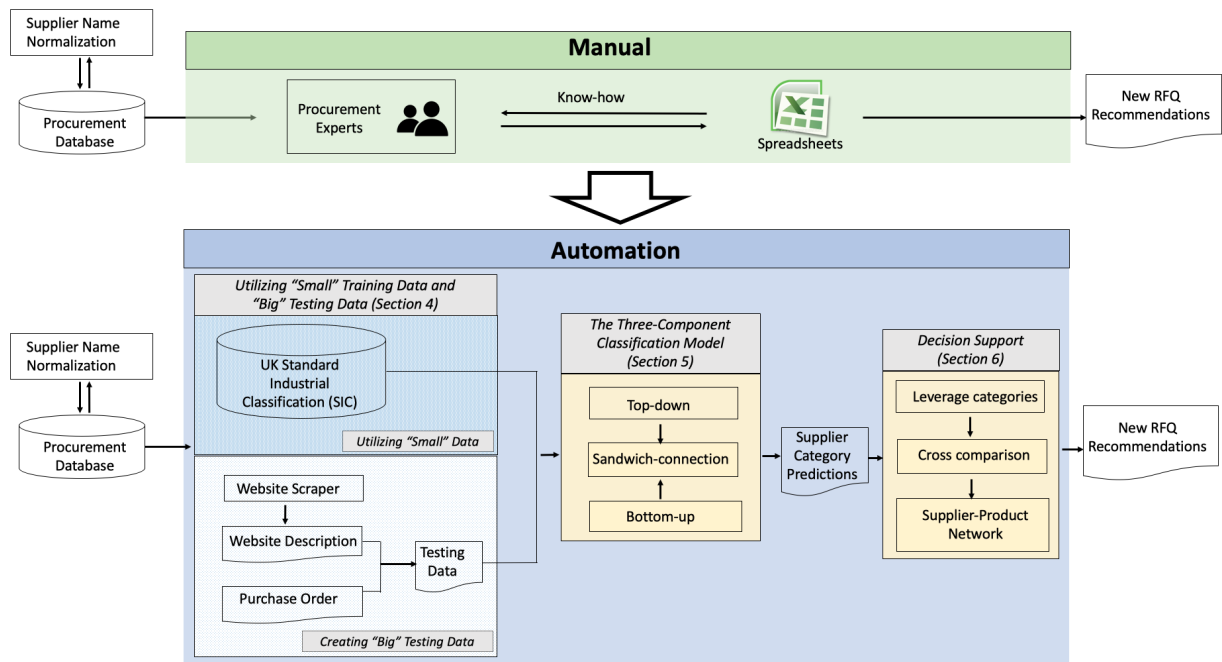 Supplier Name
Normalization
Procurement
Database
Manual
Procurement
Experts
Know-how
Spreadsheets
New RFQ
Recommendations
Automation
Supplier Name
Normalization
Procurement
Database
Utilizing “Small” Training Data and
“Big” Testing Data (Section 4)
UK Standard
Industrial
Classification (SIC)
Utilizing “Small” Data
Website Scraper
Website Description
Purchase Order
Testing
Data
Creating “Big” Testing Data
The Three-Component
Classification Model
(Section 5)
Top-down
Sandwich-connection
Bottom-up
Supplier
Category
Predictions
Decision Support
(Section 6)
Leverage categories
Cross comparison
Supplier-Product
Network
New RFQ
Recommendations